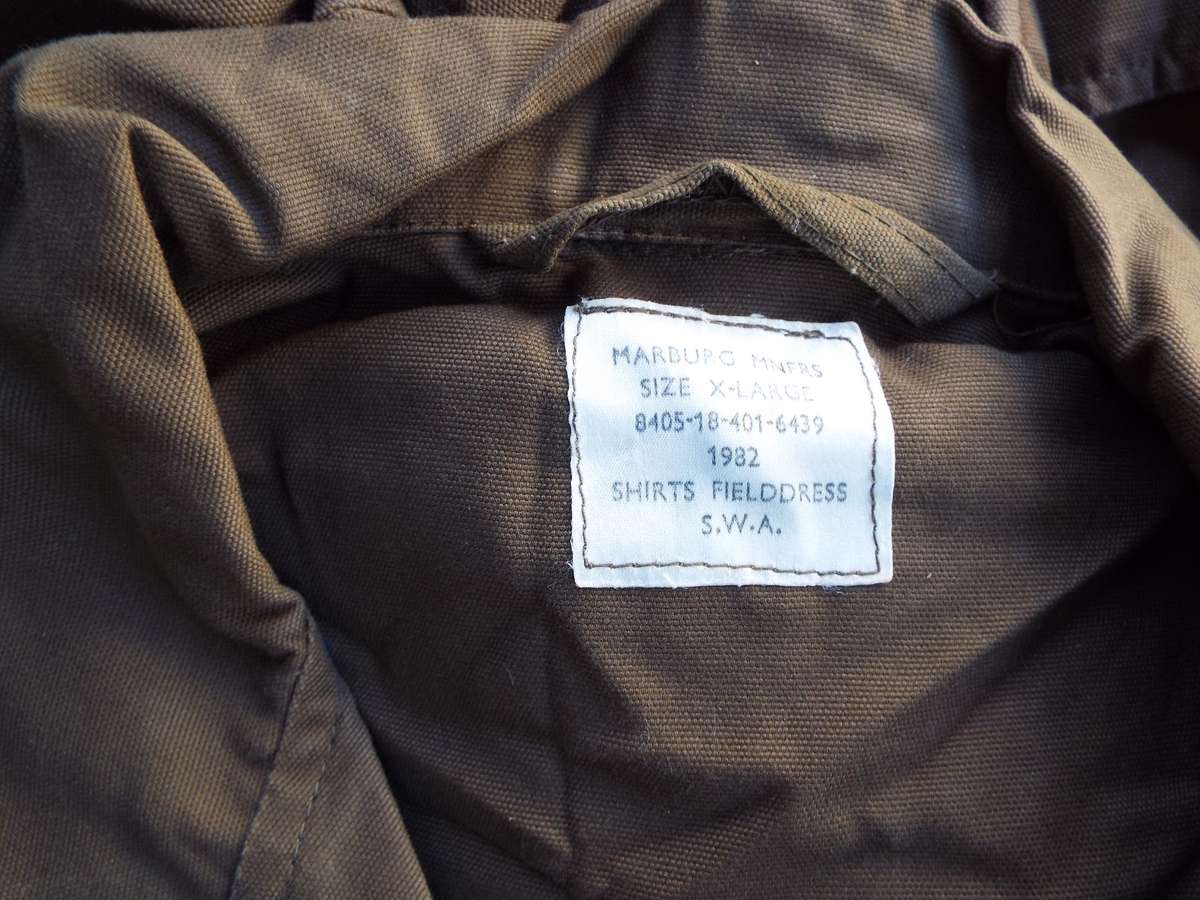 MARBURG MNFRS
SIZE X-LARGE
8405-18-401-6439
1982
SHIRTS FIELDDRESS
S.W.A.